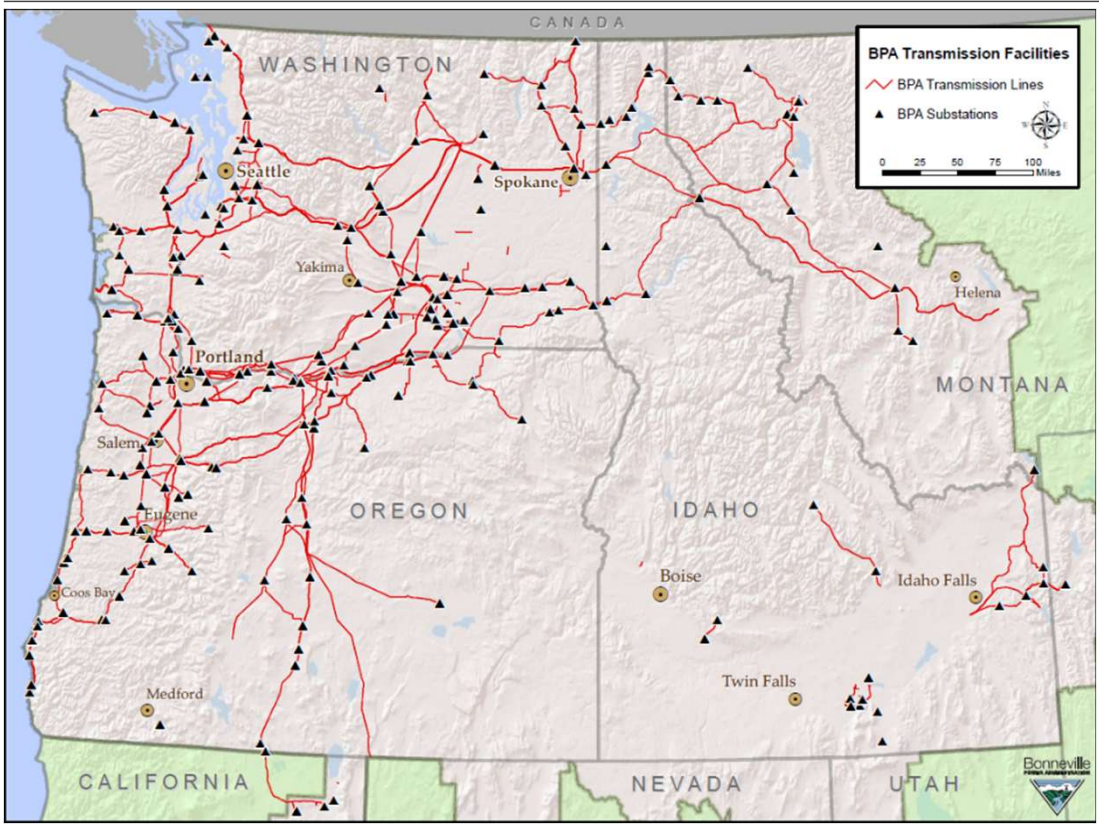 CANADA
WASHINGTON
BPA Transmission Facilities
BPA Transmission Lines
BPA Substations
N
W E
S
0 25 50 75 100
Miles
Seattle
Spokane
Yakima
Helena
Portland
MONTANA
Salem
OREGON
IDAHO
Eugene
Boise
Idaho Falls
Coos Bay
Twin Falls
Medford
Bonneville
POWER ADMINISTRATION
CALIFORNIA
NEVADA
UTAH